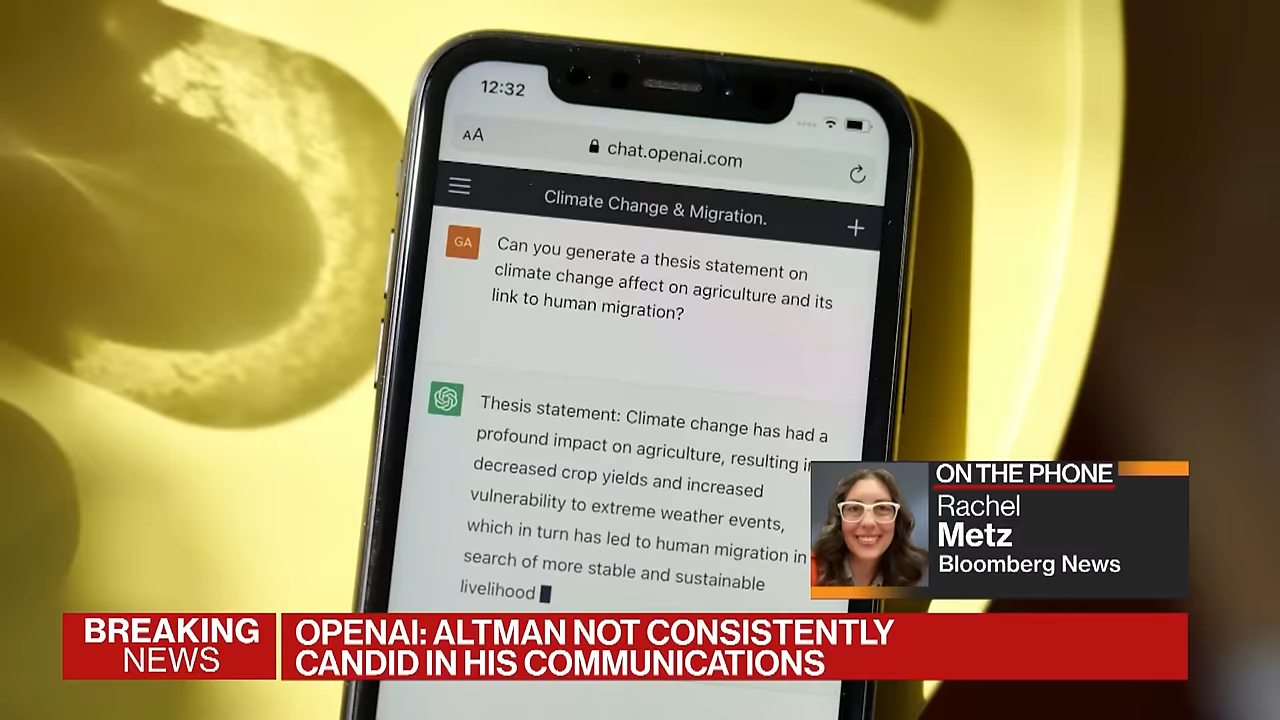 12:32
AA
chat.openai.com
Climate Change & Migration.
GA
Can you generate a thesis statement on
climate change affect on agriculture and its
link to human migration?
Thesis statement: Climate change has had a
profound impact on agriculture, resulting in
decreased crop yields and increased
vulnerability to extreme weather events,
which in turn has led to human migration in
search of more stable and sustainable
livelihood
ON THE PHONE
Rachel
Metz
Bloomberg News
BREAKING
NEWS
OPENAI: ALTMAN NOT CONSISTENTLY
CANDID IN HIS COMMUNICATIONS